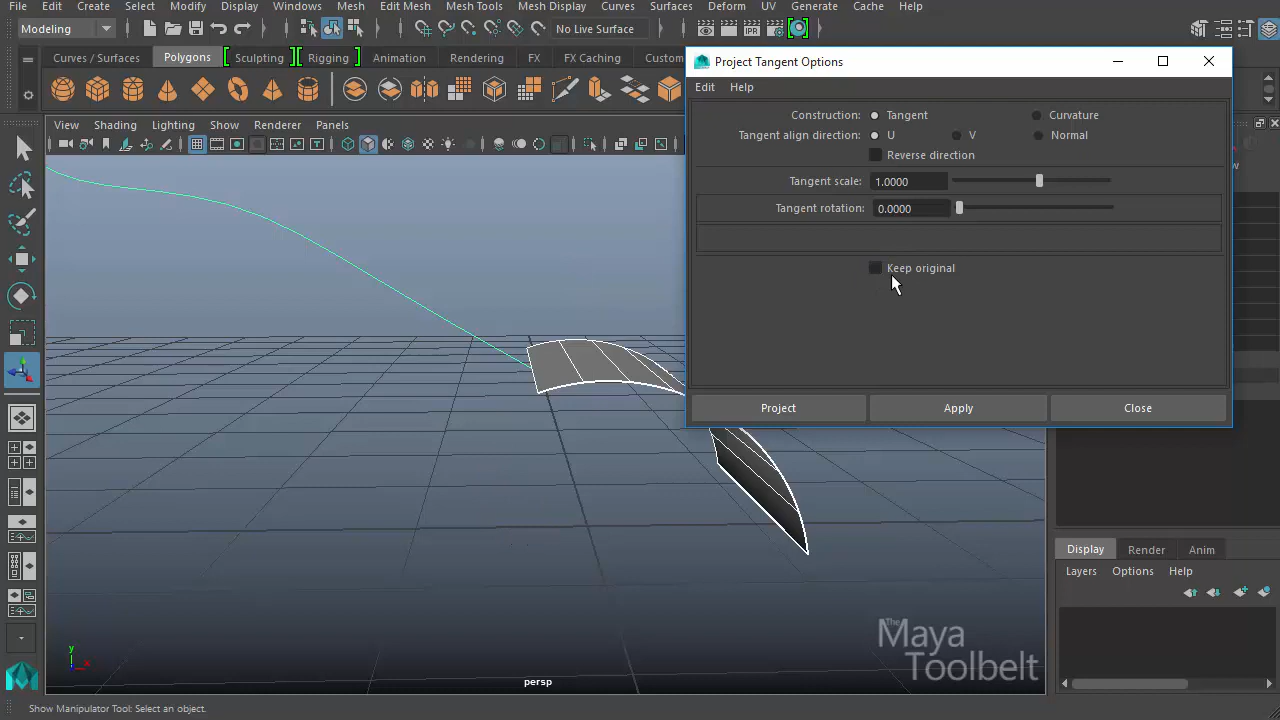 File Edit Create Select Modify Display Windows Mesh Edit Mesh Mesh Tools Mesh Display Curves Surfaces Deform UV Generate Cache Help
Modeling
No Live Surface
IPR
Curves / Surfaces Polygons Sculpting Rigging Animation Rendering FX FX Caching Custom
View Shading Lighting Show Renderer Panels
Project Tangent Options
Edit Help
Construction: Tangent Curvature
Tangent align direction: U V Normal
Reverse direction
Tangent scale: 1.0000
Tangent rotation: 0.0000
Keep original
Project Apply Close
Display Render Anim
Layers Options Help
The Maya Toolbelt
y
x
persp
Show Manipulator Tool: Select an object.